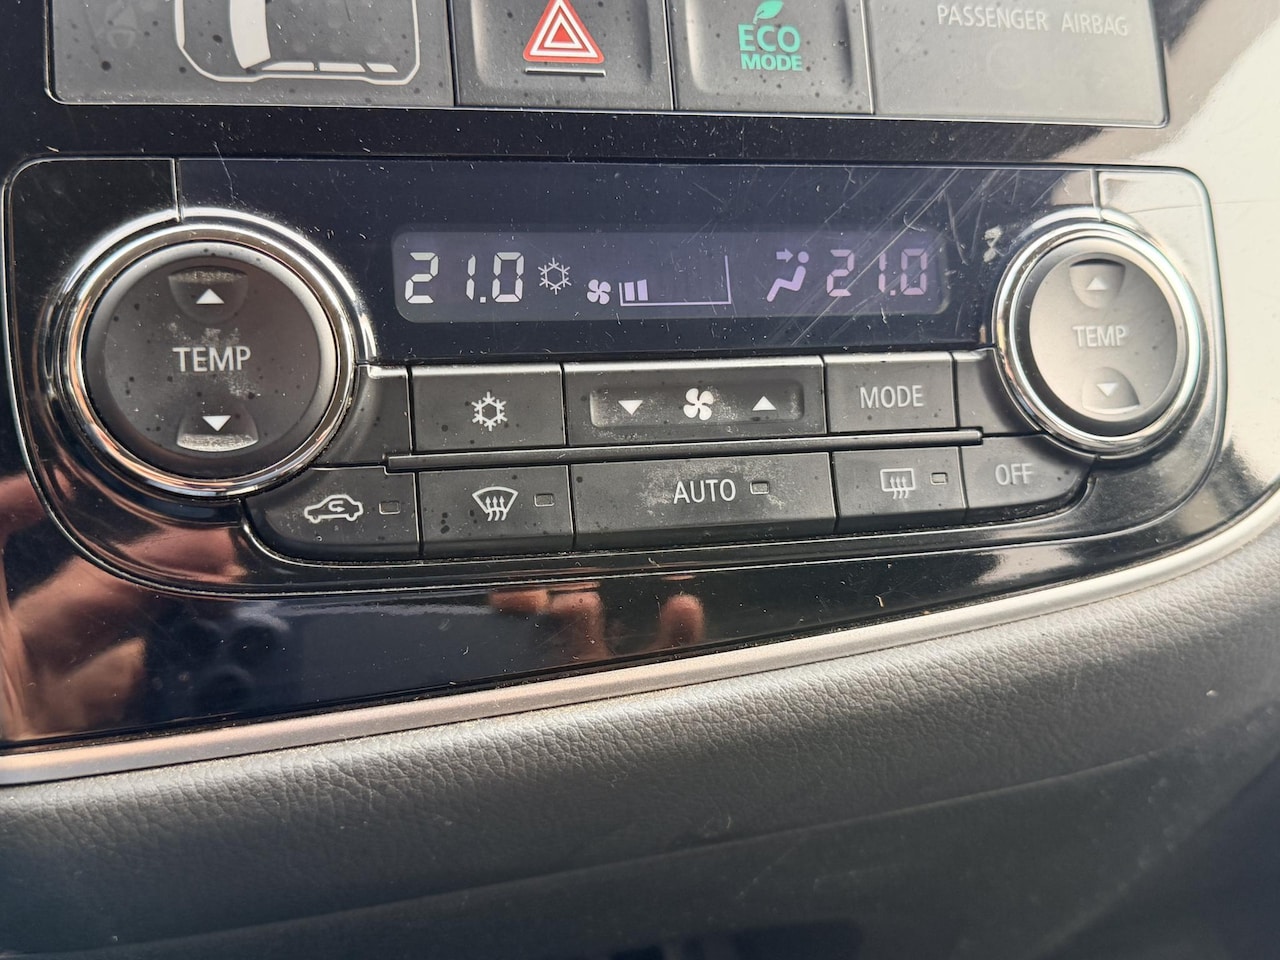 ECO
MODE
PASSENGER AIRBAG
21.0
21.0
TEMP
TEMP
MODE
AUTO
OFF